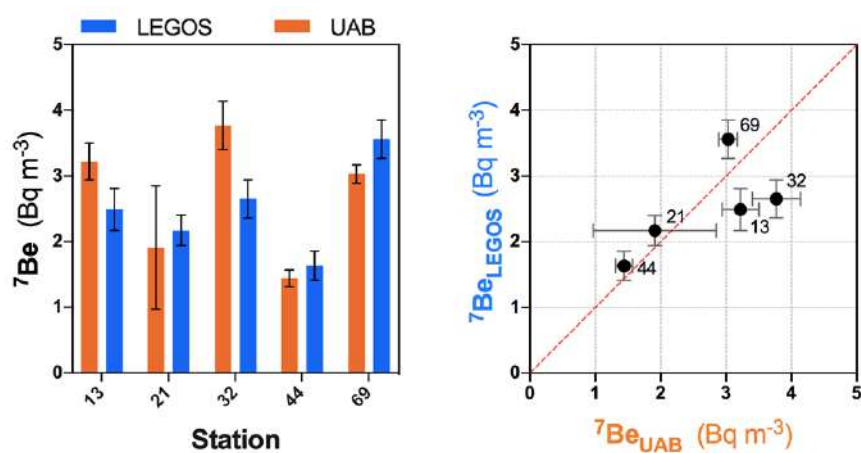 LEGOS UAB
⁷Be (Bq m⁻³)
5
4
3
2
1
0
13 21 32 44 69
Station
⁷Be_LEGOS (Bq m⁻³)
5
4
3
2
1
0
69
32
21
13
44
0 1 2 3 4 5
⁷Be_UAB (Bq m⁻³)